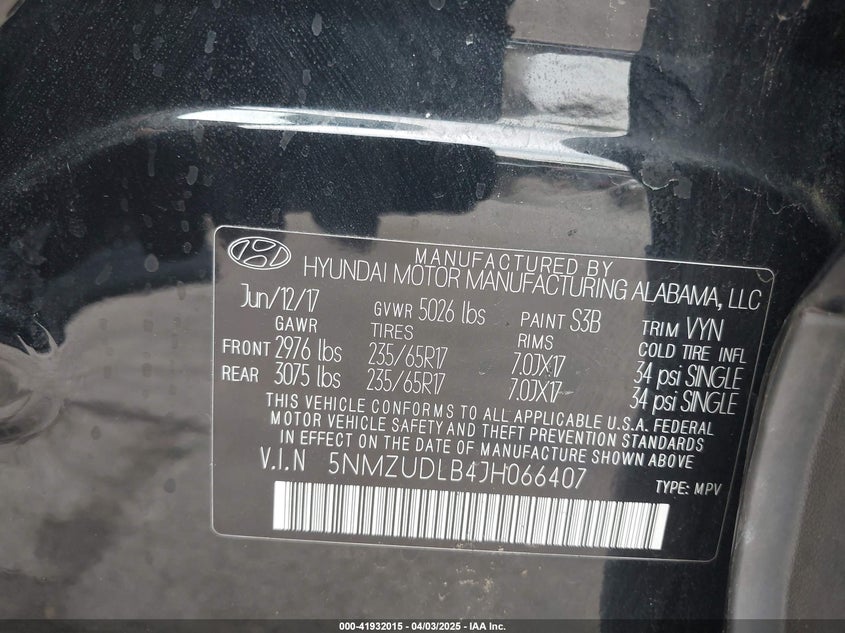 MANUFACTURED BY
HYUNDAI MOTOR MANUFACTURING ALABAMA, LLC
Jun/12/17 GVWR 5026 lbs PAINT S3B TRIM VYN
GAWR TIRES RIMS COLD TIRE INFL
FRONT 2976 lbs 235/65R17 7.0JX17 34 psi SINGLE
REAR 3075 lbs 235/65R17 7.0JX17 34 psi SINGLE
THIS VEHICLE CONFORMS TO ALL APPLICABLE U.S.A. FEDERAL
MOTOR VEHICLE SAFETY AND THEFT PREVENTION STANDARDS
IN EFFECT ON THE DATE OF MANUFACTURE SHOWN ABOVE
V.I.N 5NMZUDLB4JH066407 TYPE: MPV
000-41932015 - 04/03/2025 - IAA Inc.